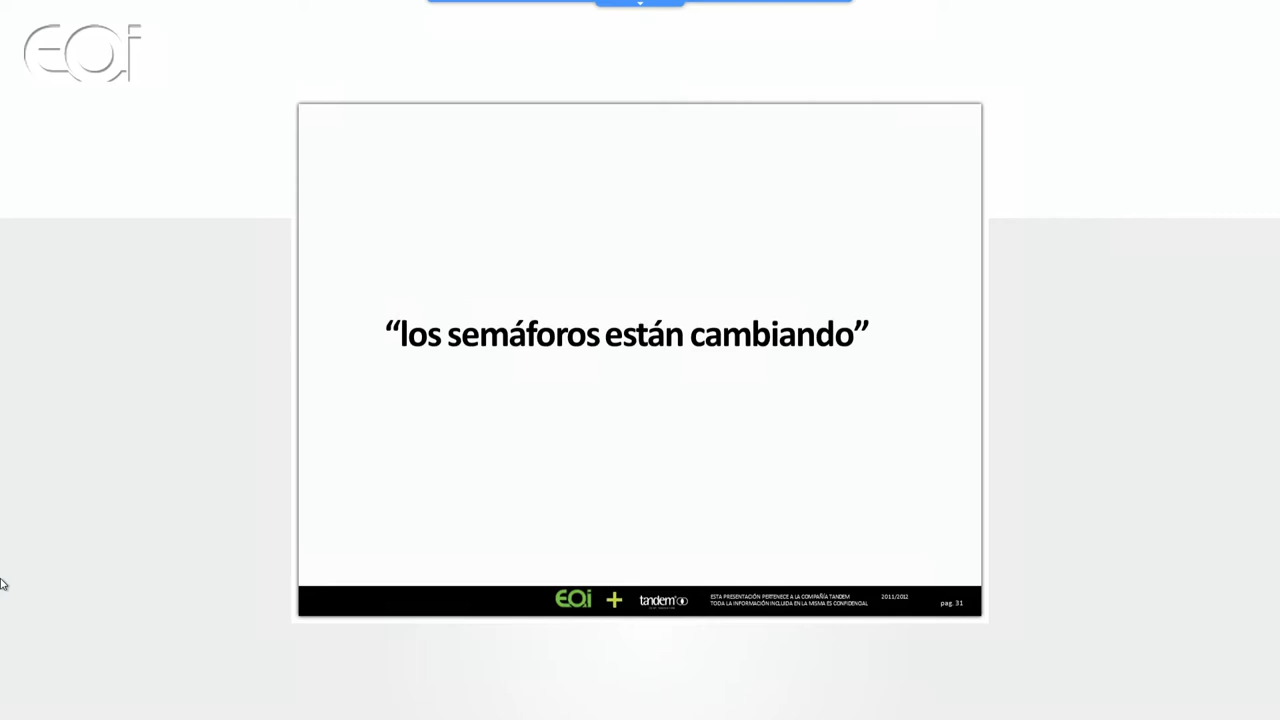 EOi
“los semáforos están cambiando”
EOi + tandem
ESTA PRESENTACIÓN PERTENECE A LA COMPAÑÍA TANDEM
TODA LA INFORMACIÓN INCLUIDA EN LA MISMA ES CONFIDENCIAL
2011/2012
pag. 31